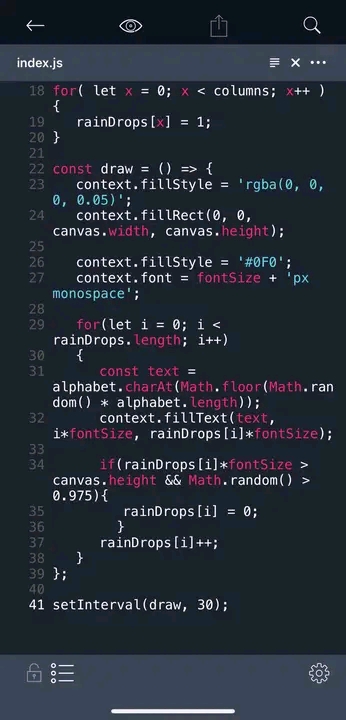 index.js
18 for( let x = 0; x < columns; x++ )
{
19 rainDrops[x] = 1;
20 }
21
22 const draw = () => {
23 context.fillStyle = 'rgba(0, 0,
0, 0.05)';
24 context.fillRect(0, 0,
canvas.width, canvas.height);
25
26 context.fillStyle = '#0F0';
27 context.font = fontSize + 'px
monospace';
28
29 for(let i = 0; i <
rainDrops.length; i++)
30 {
31 const text =
alphabet.charAt(Math.floor(Math.ran
dom() * alphabet.length));
32 context.fillText(text,
i*fontSize, rainDrops[i]*fontSize);
33
34 if(rainDrops[i]*fontSize >
canvas.height && Math.random() >
0.975){
35 rainDrops[i] = 0;
36 }
37 rainDrops[i]++;
38 }
39 };
40
41 setInterval(draw, 30);